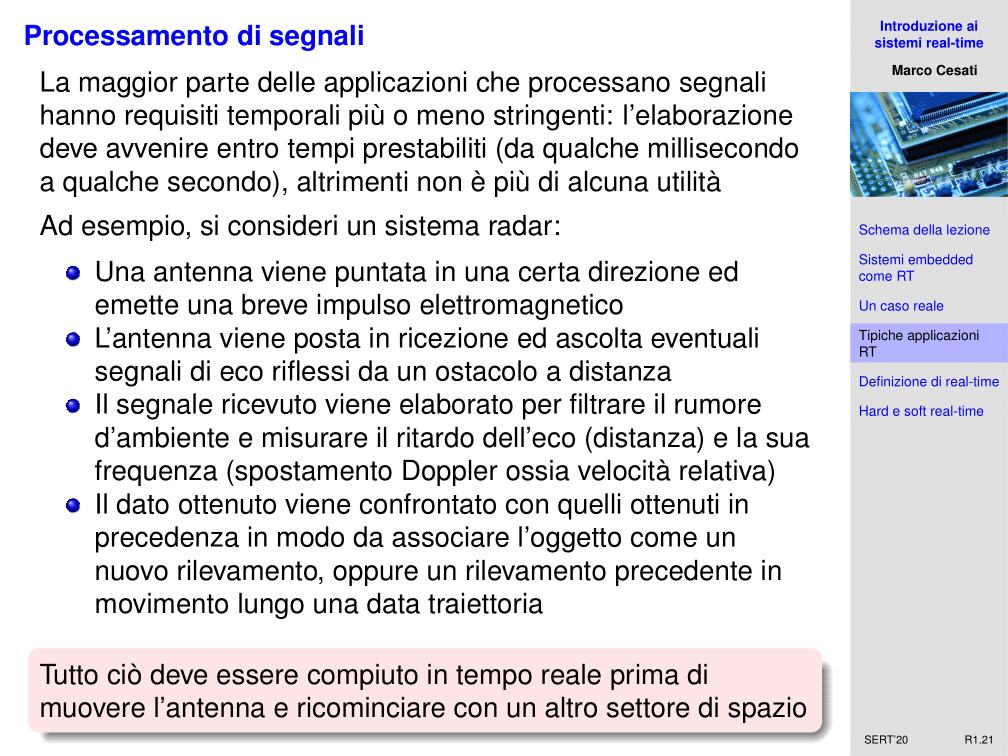 Processamento di segnali
La maggior parte delle applicazioni che processano segnali
hanno requisiti temporali più o meno stringenti: l'elaborazione
deve avvenire entro tempi prestabiliti (da qualche millisecondo
a qualche secondo), altrimenti non è più di alcuna utilità
Ad esempio, si consideri un sistema radar:
Una antenna viene puntata in una certa direzione ed
emette una breve impulso elettromagnetico
L'antenna viene posta in ricezione ed ascolta eventuali
segnali di eco riflessi da un ostacolo a distanza
Il segnale ricevuto viene elaborato per filtrare il rumore
d'ambiente e misurare il ritardo dell'eco (distanza) e la sua
frequenza (spostamento Doppler ossia velocità relativa)
Il dato ottenuto viene confrontato con quelli ottenuti in
precedenza in modo da associare l'oggetto come un
nuovo rilevamento, oppure un rilevamento precedente in
movimento lungo una data traiettoria
Tutto ciò deve essere compiuto in tempo reale prima di
muovere l'antenna e ricominciare con un altro settore di spazio
Introduzione ai
sistemi real-time
Marco Cesati
R47 R46
Schema della lezione
Sistemi embedded
come RT
Un caso reale
Tipiche applicazioni
RT
Definizione di real-time
Hard e soft real-time
SERT'20 R1.21